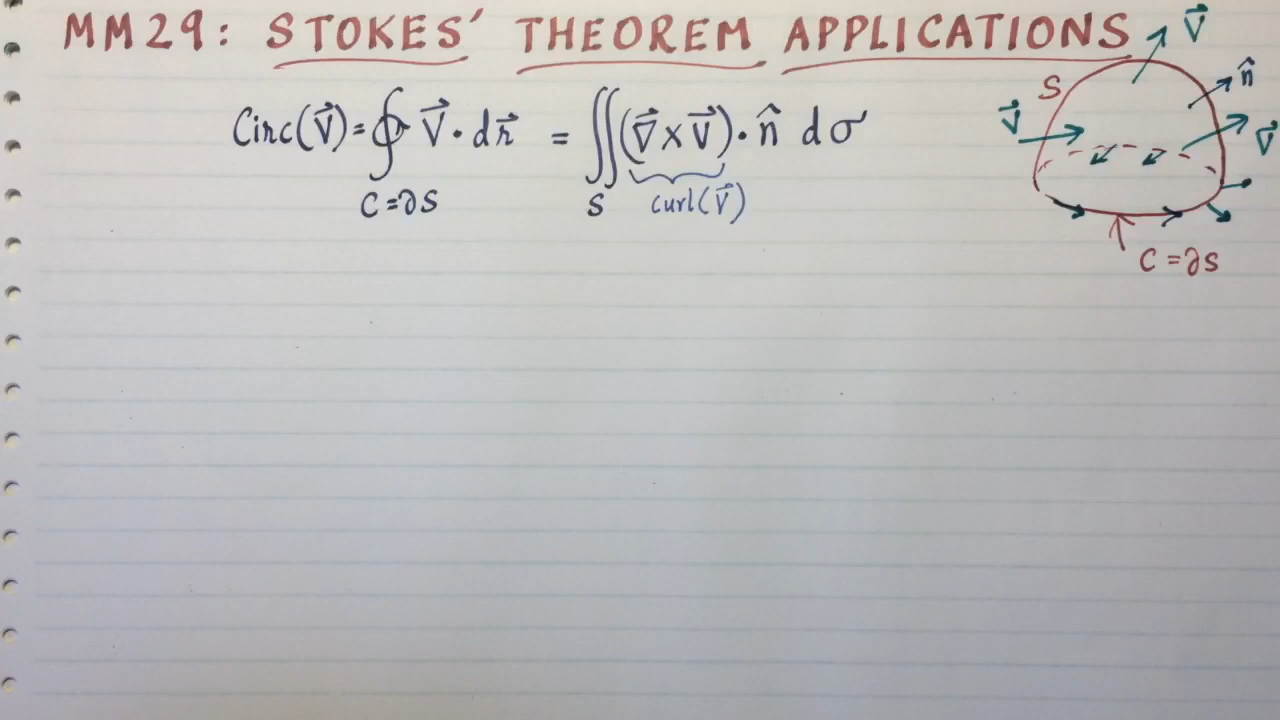 MM29: STOKES' THEOREM APPLICATIONS
Circ(V⃗) = ∮ V⃗ · dr⃗ = ∬ (∇⃗ × V⃗) · n̂ dσ
C = ∂S
S
curl(V⃗)
V⃗
n̂
S
V⃗
V⃗
C = ∂S